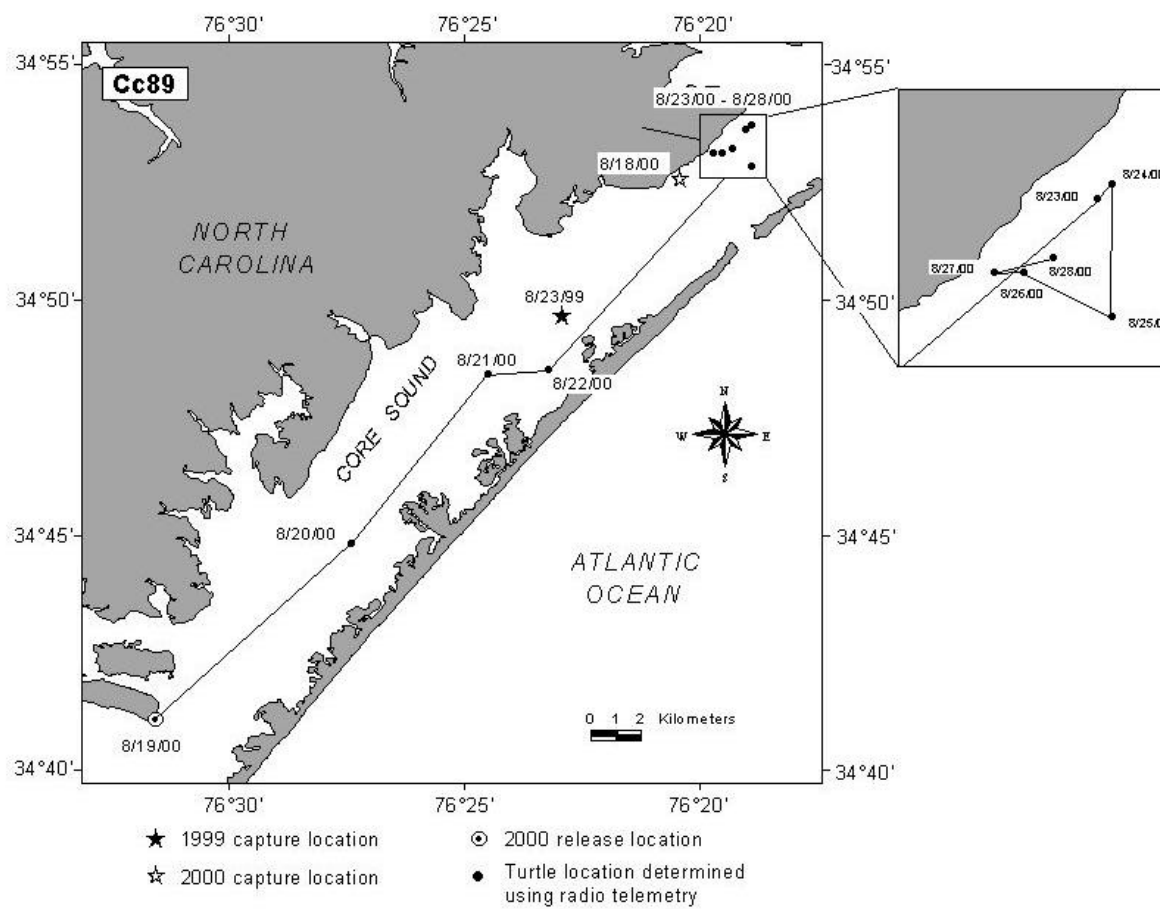 76°30' 76°25' 76°20'
34°55' 34°55'
Cc89
8/23/00 - 8/28/00
8/18/00
8/24/00
8/23/00
8/27/00
8/28/00
8/26/00
8/25/00
NORTH
CAROLINA
34°50' 34°50'
8/23/99
8/21/00
8/22/00
CORE SOUND
N
W E
S
34°45' 34°45'
8/20/00
ATLANTIC
OCEAN
0 1 2 Kilometers
8/19/00
34°40' 34°40'
76°30' 76°25' 76°20'
1999 capture location
2000 capture location
2000 release location
Turtle location determined
using radio telemetry